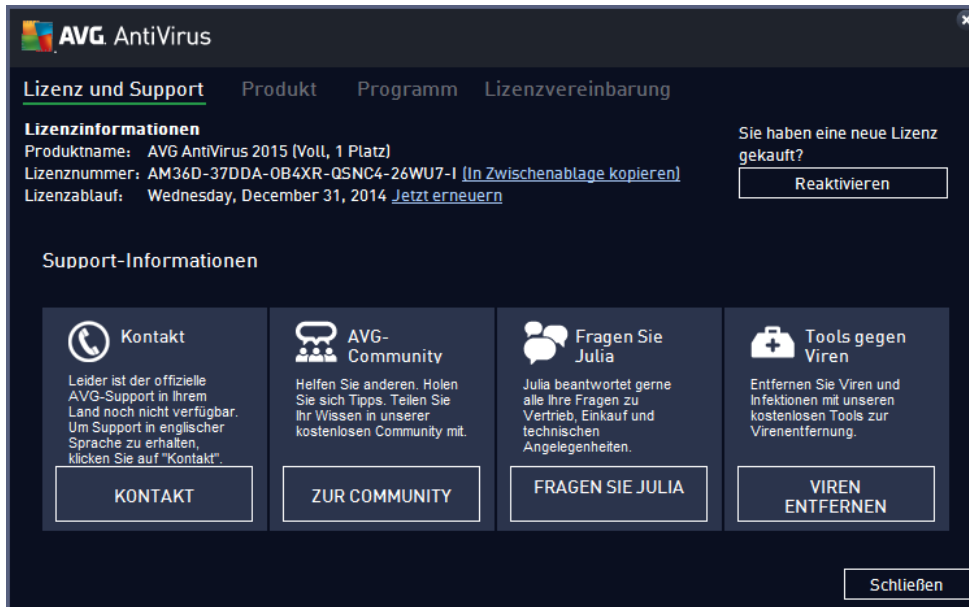 AVG AntiVirus
Lizenz und Support Produkt Programm Lizenzvereinbarung
Lizenzinformationen
Produktname: AVG AntiVirus 2015 (Voll, 1 Platz)
Lizenznummer: AM36D-37DDA-OB4XR-QSNC4-26WU7-I (In Zwischenablage kopieren)
Lizenzablauf: Wednesday, December 31, 2014 Jetzt erneuern
Sie haben eine neue Lizenz
gekauft?
Reaktivieren
Support-Informationen
Kontakt
Leider ist der offizielle
AVG-Support in Ihrem
Land noch nicht verfügbar.
Um Support in englischer
Sprache zu erhalten,
klicken Sie auf "Kontakt".
KONTAKT
AVG-
Community
Helfen Sie anderen. Holen
Sie sich Tipps. Teilen Sie
Ihr Wissen in unserer
kostenlosen Community mit.
ZUR COMMUNITY
Fragen Sie
Julia
Julia beantwortet gerne
alle Ihre Fragen zu
Vertrieb, Einkauf und
technischen
Angelegenheiten.
FRAGEN SIE JULIA
Tools gegen
Viren
Entfernen Sie Viren und
Infektionen mit unseren
kostenlosen Tools zur
Virenentfernung.
VIREN
ENTFERNEN
Schließen